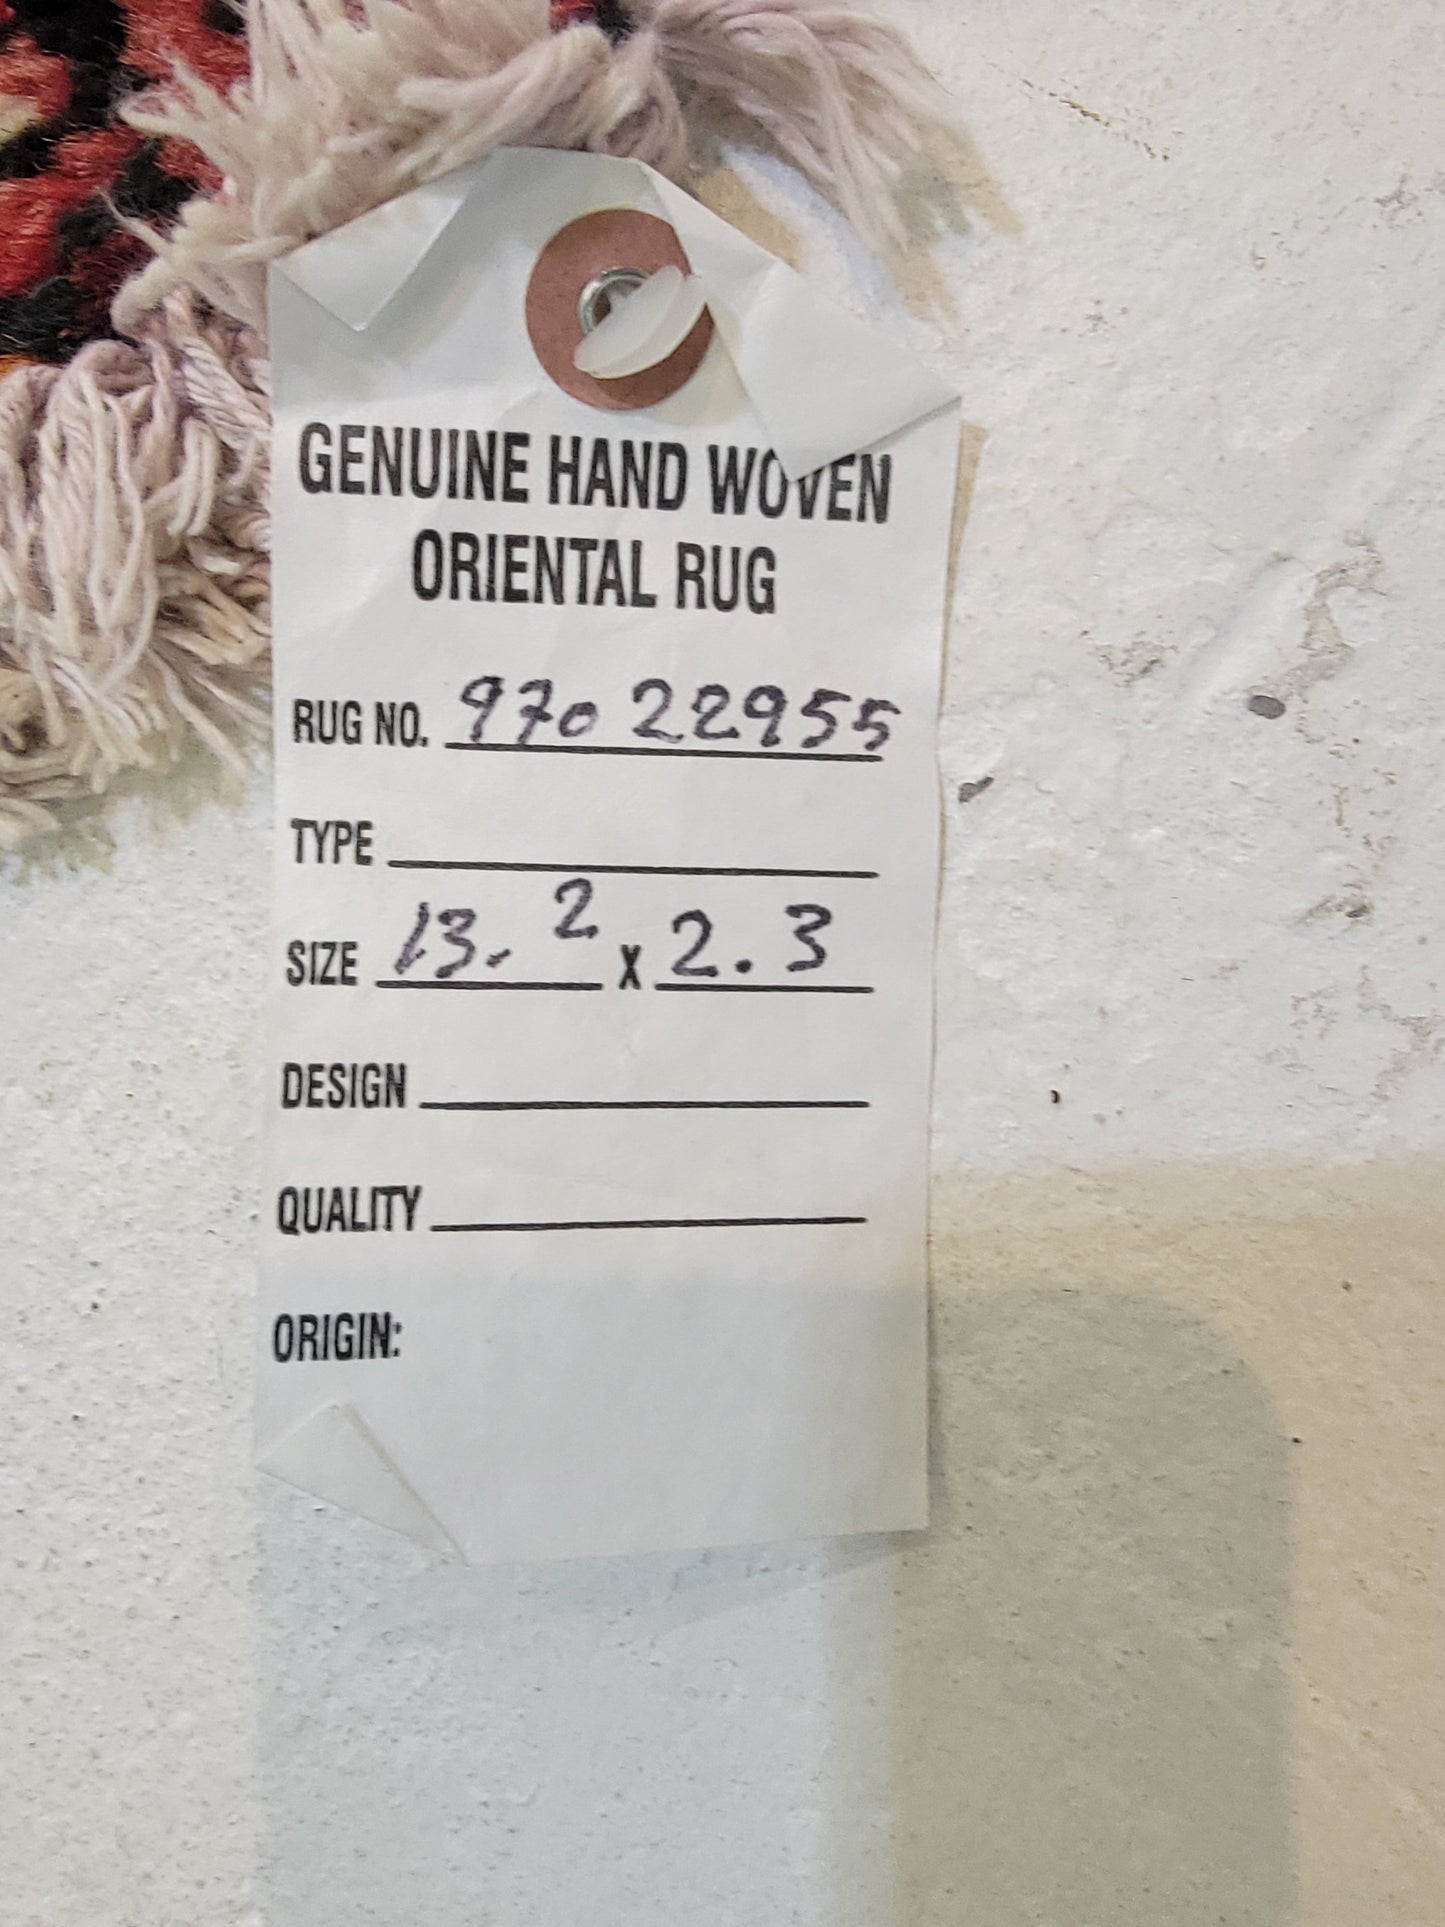 GENUINE HAND WOVEN
ORIENTAL RUG
RUG NO. 970 22955
TYPE
SIZE 13.2 X 2.3
DESIGN
QUALITY
ORIGIN: